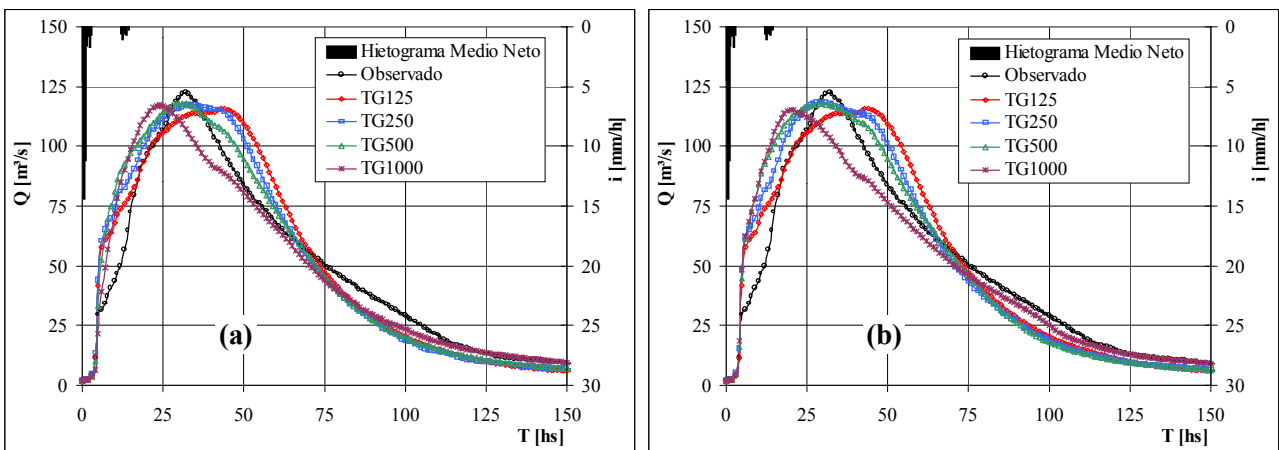 150
125
100
75
50
25
0
Q [m³/s]
0
5
10
15
20
25
30
i [mm/h]
0 25 50 75 100 125 150
T [hs]
Hietograma Medio Neto
Observado
TG125
TG250
TG500
TG1000
(a)
150
125
100
75
50
25
0
Q [m³/s]
0
5
10
15
20
25
30
i [mm/h]
0 25 50 75 100 125 150
T [hs]
Hietograma Medio Neto
Observado
TG125
TG250
TG500
TG1000
(b)